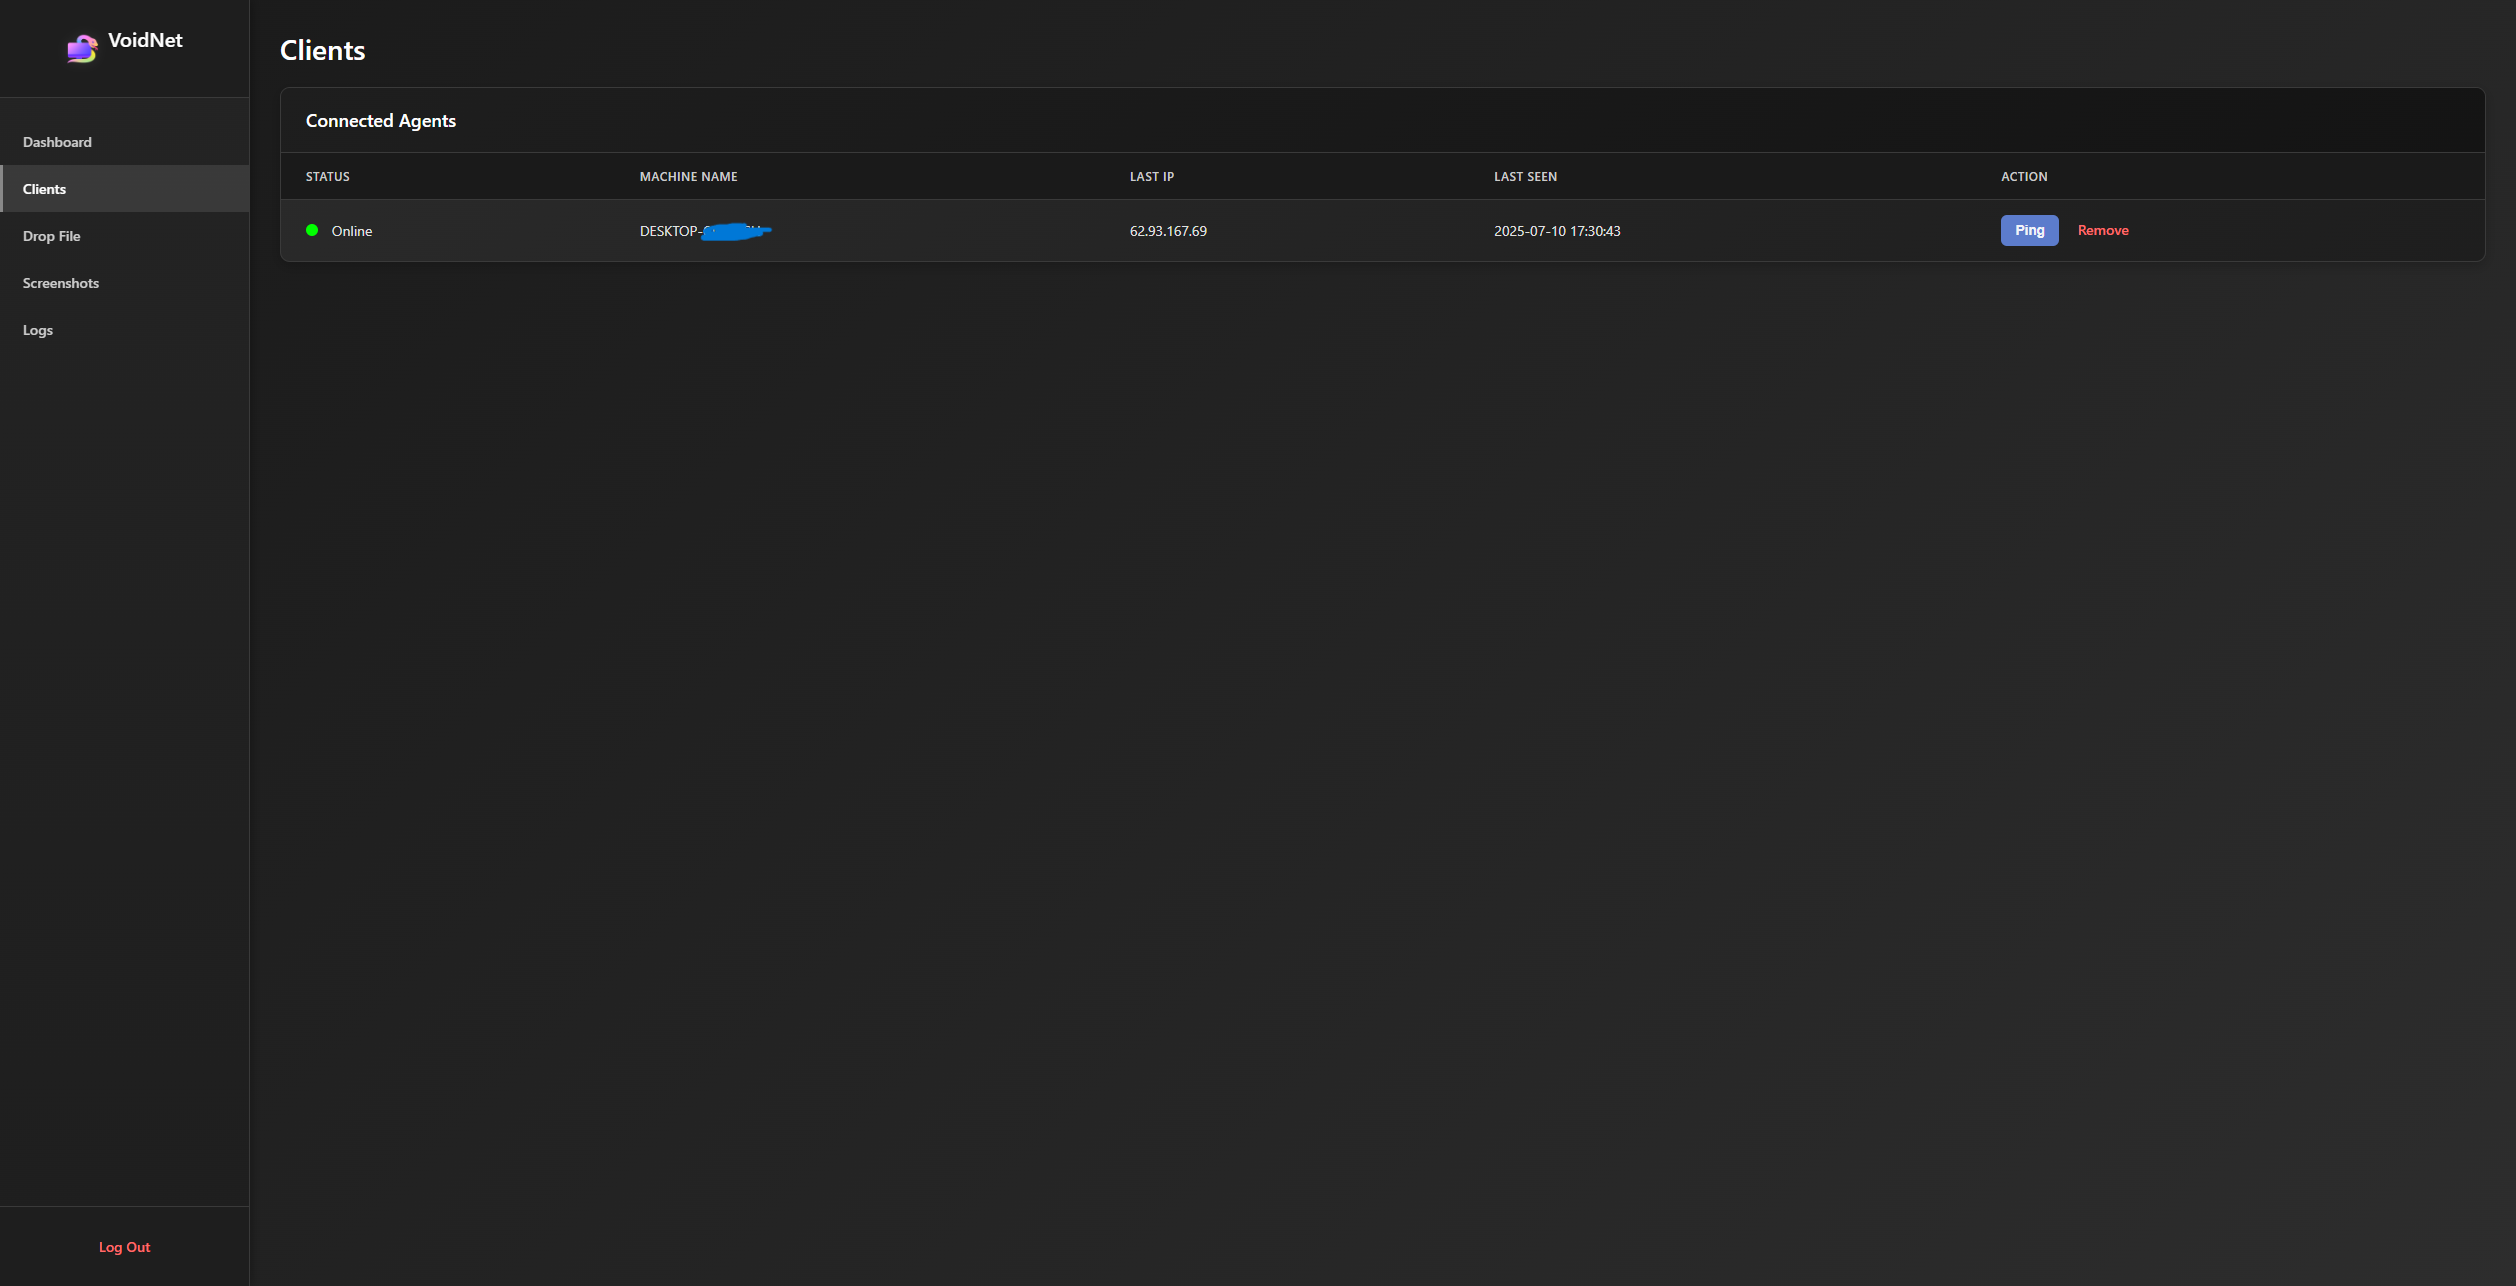 VoidNet
Dashboard
Clients
Drop File
Screenshots
Logs
Log Out
Clients
Connected Agents
STATUS MACHINE NAME LAST IP LAST SEEN ACTION
Online DESKTOP- 62.93.167.69 2025-07-10 17:30:43 Ping Remove